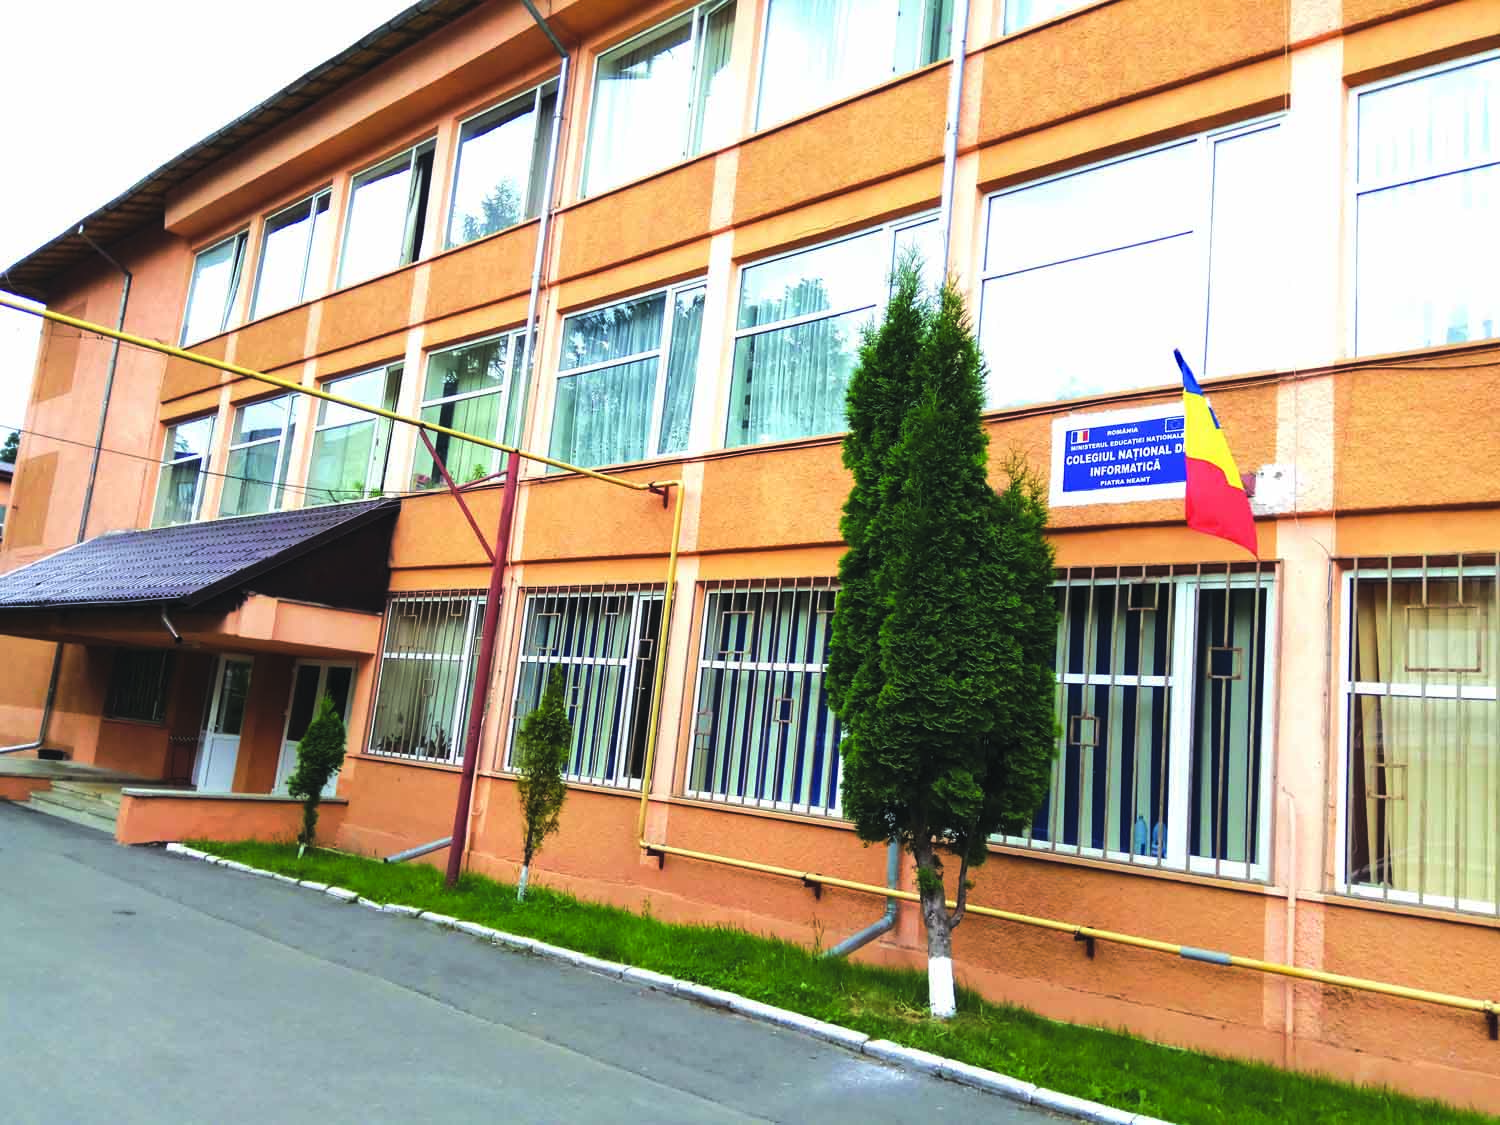 ROMÂNIA
MINISTERUL EDUCAȚIEI NAȚIONALE
COLEGIUL NAȚIONAL DE
INFORMATICĂ
PIATRA NEAMȚ